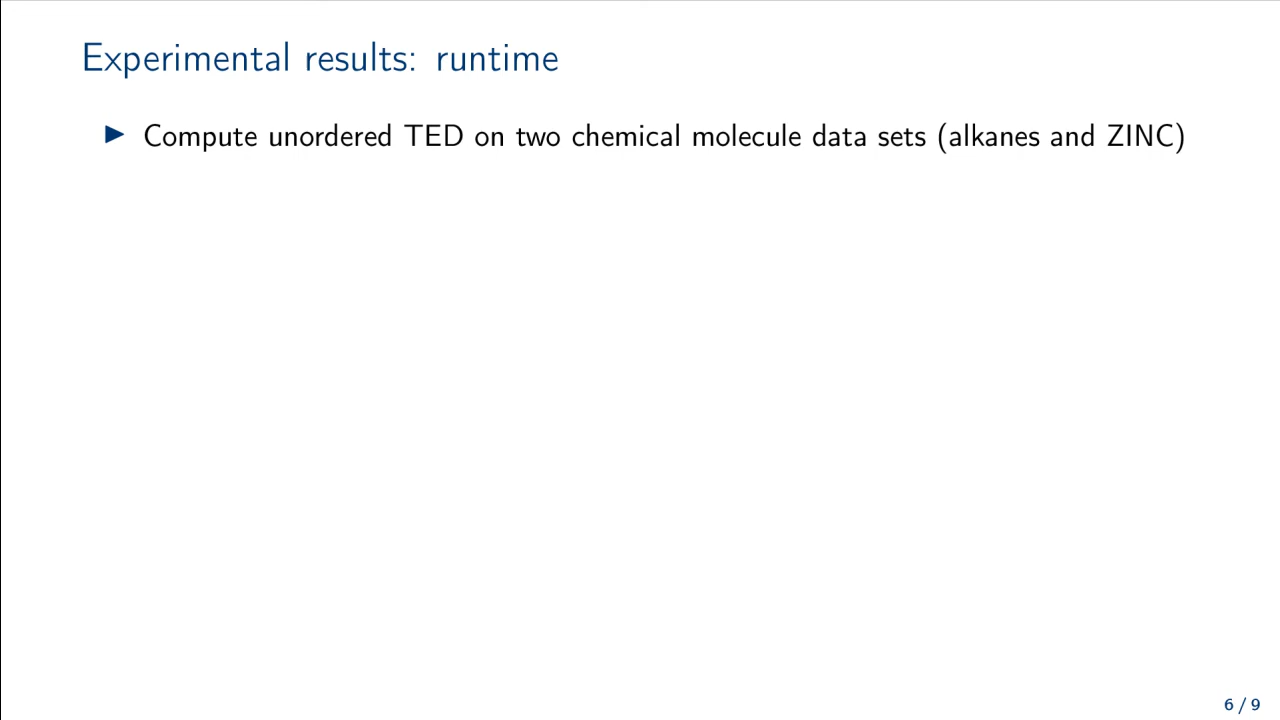 Experimental results: runtime
Compute unordered TED on two chemical molecule data sets (alkanes and ZINC)
6 / 9